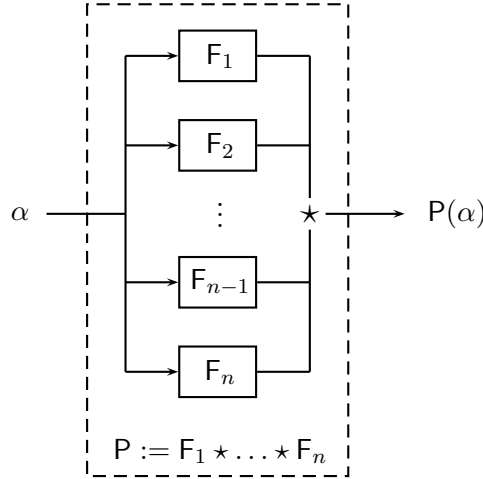 F₁
F₂
α ⋮ ⋆ P(α)
Fₙ₋₁
Fₙ
P := F₁ ⋆ … ⋆ Fₙ